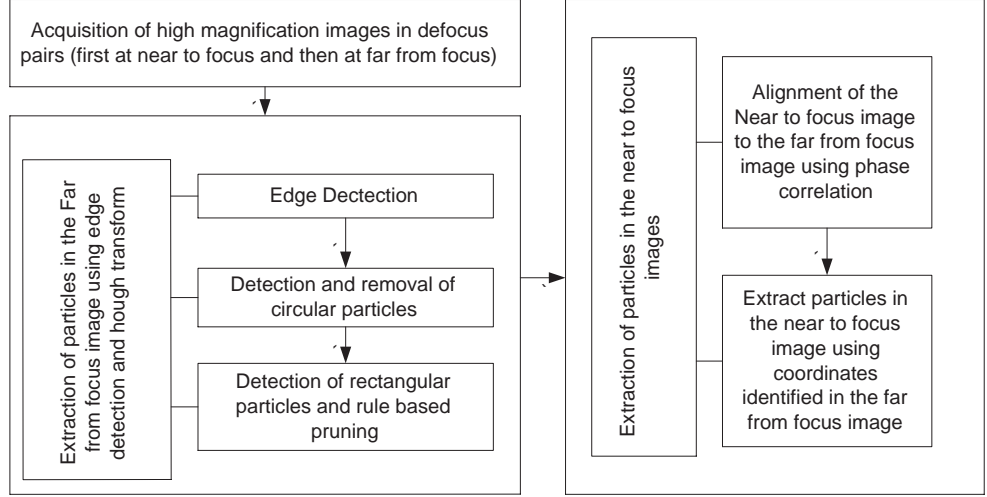 Acquisition of high magnification images in defocus
pairs (first at near to focus and then at far from focus)
Extraction of particles in the Far
from focus image using edge
detection and hough transform
Edge Dectection
Detection and removal of
circular particles
Detection of rectangular
particles and rule based
pruning
Extraction of particles in the near to focus
images
Alignment of the
Near to focus image
to the far from focus
image using phase
correlation
Extract particles in
the near to focus
image using
coordinates
identified in the far
from focus image